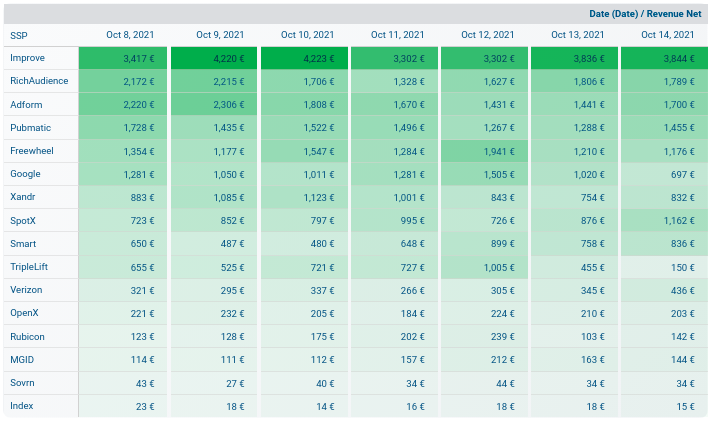 Date (Date) / Revenue Net
SSP Oct 8, 2021 Oct 9, 2021 Oct 10, 2021 Oct 11, 2021 Oct 12, 2021 Oct 13, 2021 Oct 14, 2021
Improve 3,417 € 4,220 € 4,223 € 3,302 € 3,302 € 3,836 € 3,844 €
RichAudience 2,172 € 2,215 € 1,706 € 1,328 € 1,627 € 1,806 € 1,789 €
Adform 2,220 € 2,306 € 1,808 € 1,670 € 1,431 € 1,441 € 1,700 €
Pubmatic 1,728 € 1,435 € 1,522 € 1,496 € 1,267 € 1,288 € 1,455 €
Freewheel 1,354 € 1,177 € 1,547 € 1,284 € 1,941 € 1,210 € 1,176 €
Google 1,281 € 1,050 € 1,011 € 1,281 € 1,505 € 1,020 € 697 €
Xandr 883 € 1,085 € 1,123 € 1,001 € 843 € 754 € 832 €
SpotX 723 € 852 € 797 € 995 € 726 € 876 € 1,162 €
Smart 650 € 487 € 480 € 648 € 899 € 758 € 836 €
TripleLift 655 € 525 € 721 € 727 € 1,005 € 455 € 150 €
Verizon 321 € 295 € 337 € 266 € 305 € 345 € 436 €
OpenX 221 € 232 € 205 € 184 € 224 € 210 € 203 €
Rubicon 123 € 128 € 175 € 202 € 239 € 103 € 142 €
MGID 114 € 111 € 112 € 157 € 212 € 163 € 144 €
Sovrn 43 € 27 € 40 € 34 € 44 € 34 € 34 €
Index 23 € 18 € 14 € 16 € 18 € 18 € 15 €